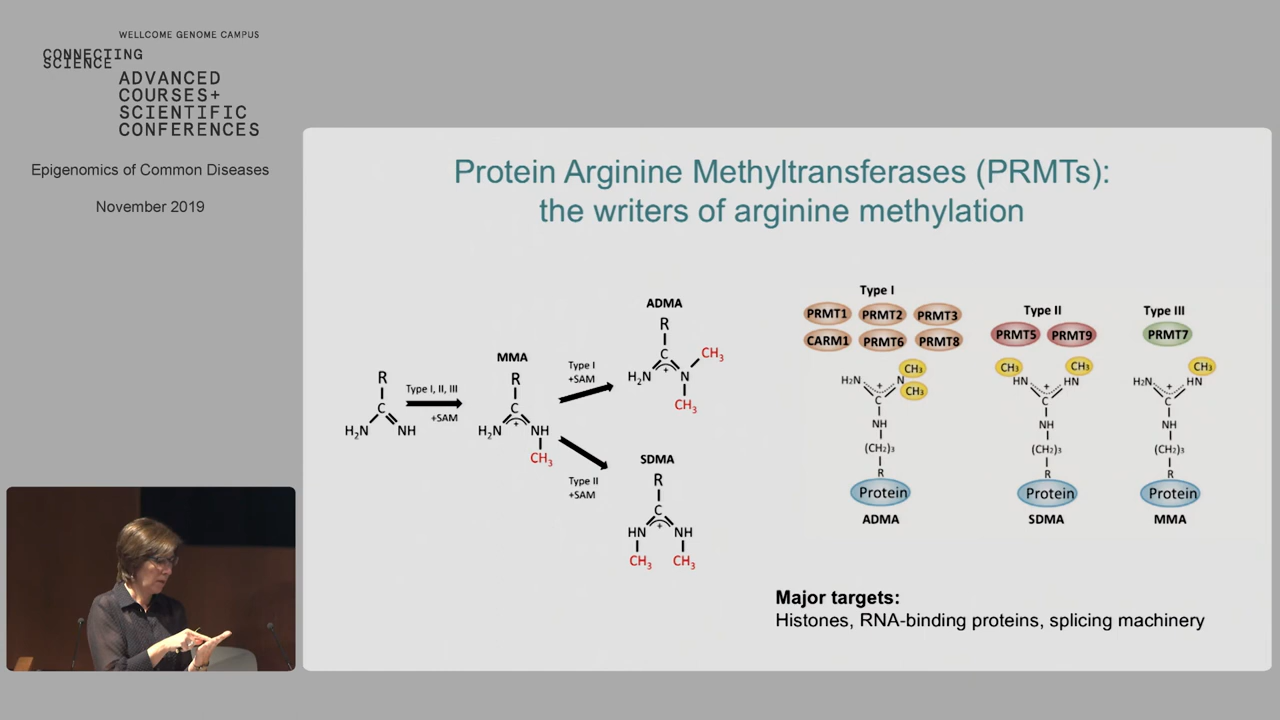 WELLCOME GENOME CAMPUS
CONNECTING
SCIENCE
ADVANCED
COURSES+
SCIENTIFIC
CONFERENCES
Epigenomics of Common Diseases
November 2019
Protein Arginine Methyltransferases (PRMTs):
the writers of arginine methylation
R
C
H₂N
NH
Type I, II, III
+SAM
MMA
R
C
+
H₂N
NH
CH₃
Type I
+SAM
ADMA
R
C
+
H₂N
N
CH₃
CH₃
Type II
+SAM
SDMA
R
C
+
HN
NH
CH₃
CH₃
Type I
PRMT1 PRMT2 PRMT3
CARM1 PRMT6 PRMT8
CH₃
H₂N
N
CH₃
+
C
NH
(CH₂)₃
R
Protein
ADMA
Type II
PRMT5 PRMT9
CH₃
CH₃
HN
HN
+
C
NH
(CH₂)₃
R
Protein
SDMA
Type III
PRMT7
CH₃
H₂N
HN
+
C
NH
(CH₂)₃
R
Protein
MMA
Major targets:
Histones, RNA-binding proteins, splicing machinery